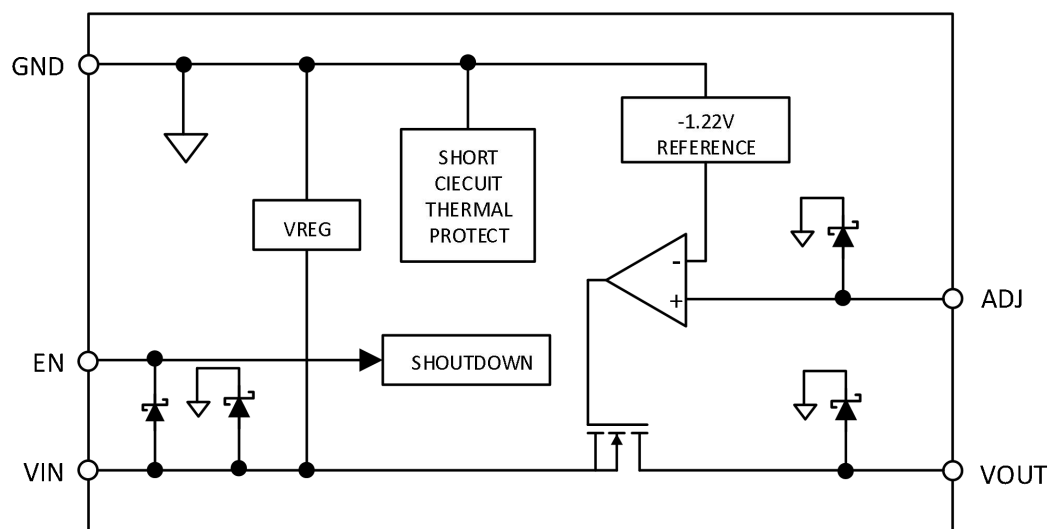 GND
-1.22V
REFERENCE
SHORT
CIECUIT
THERMAL
PROTECT
VREG
-
+
ADJ
EN
SHOUTDOWN
VIN
VOUT